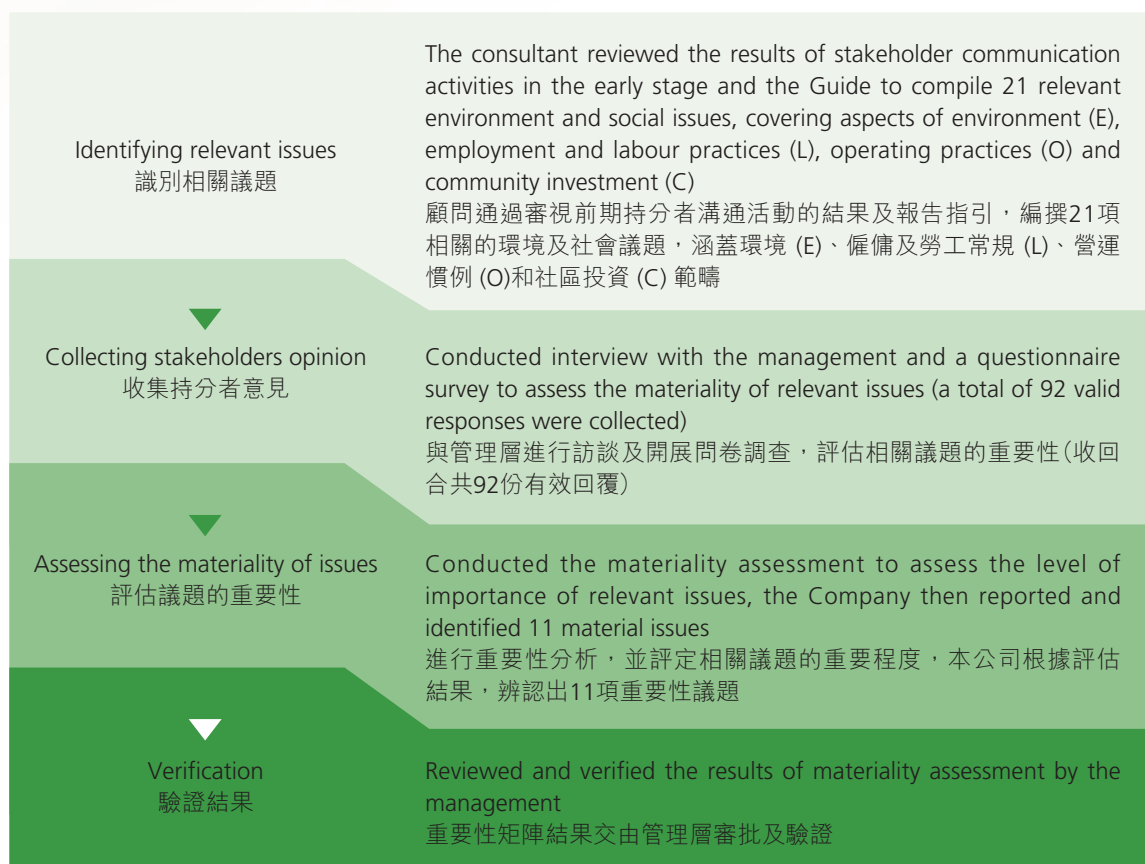 Identifying relevant issues
識別相關議題
The consultant reviewed the results of stakeholder communication
activities in the early stage and the Guide to compile 21 relevant
environment and social issues, covering aspects of environment (E),
employment and labour practices (L), operating practices (O) and
community investment (C)
顧問通過審視前期持分者溝通活動的結果及報告指引，編撰21項
相關的環境及社會議題，涵蓋環境 (E)、僱傭及勞工常規 (L)、營運
慣例 (O)和社區投資 (C) 範疇
Collecting stakeholders opinion
收集持分者意見
Conducted interview with the management and a questionnaire
survey to assess the materiality of relevant issues (a total of 92 valid
responses were collected)
與管理層進行訪談及開展問卷調查，評估相關議題的重要性（收回
合共92份有效回覆）
Assessing the materiality of issues
評估議題的重要性
Conducted the materiality assessment to assess the level of
importance of relevant issues, the Company then reported and
identified 11 material issues
進行重要性分析，並評定相關議題的重要程度，本公司根據評估
結果，辨認出11項重要性議題
Verification
驗證結果
Reviewed and verified the results of materiality assessment by the
management
重要性矩陣結果交由管理層審批及驗證